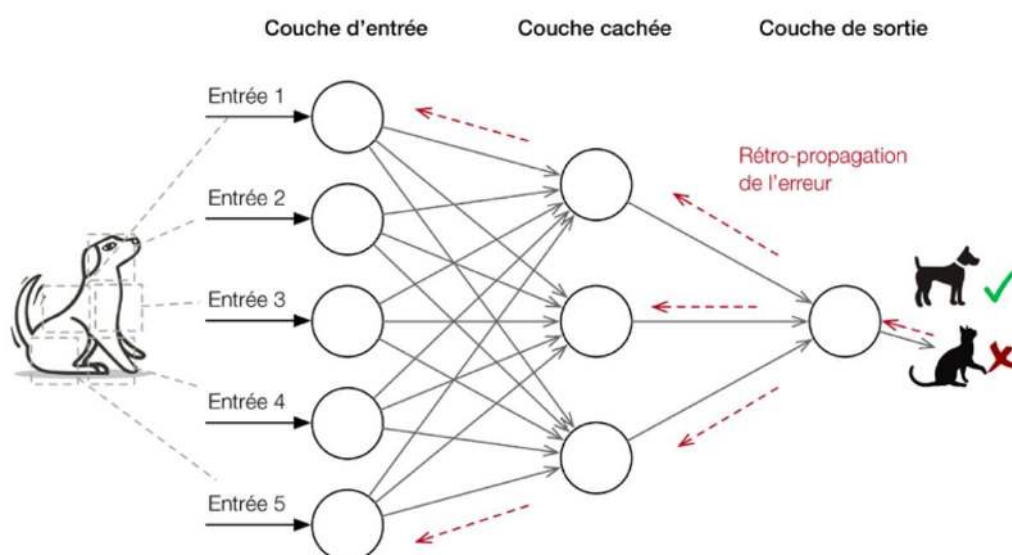 Couche d'entrée
Couche cachée
Couche de sortie
Entrée 1
Entrée 2
Entrée 3
Entrée 4
Entrée 5
Rétro-propagation
de l'erreur